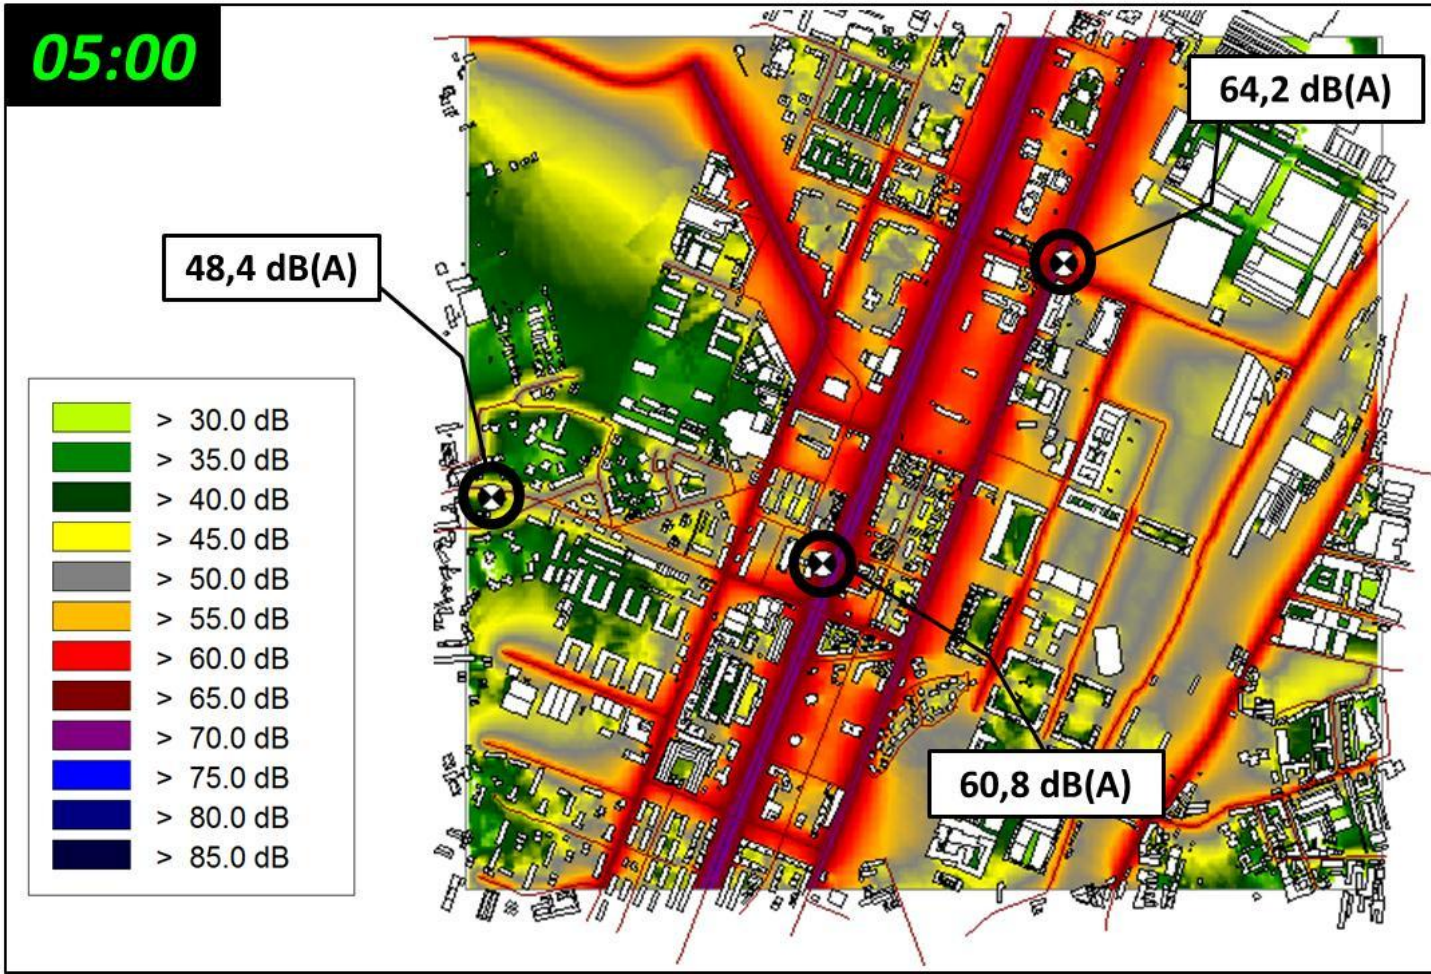 05:00
64,2 dB(A)
48,4 dB(A)
> 30.0 dB
> 35.0 dB
> 40.0 dB
> 45.0 dB
> 50.0 dB
> 55.0 dB
> 60.0 dB
> 65.0 dB
> 70.0 dB
> 75.0 dB
> 80.0 dB
> 85.0 dB
60,8 dB(A)